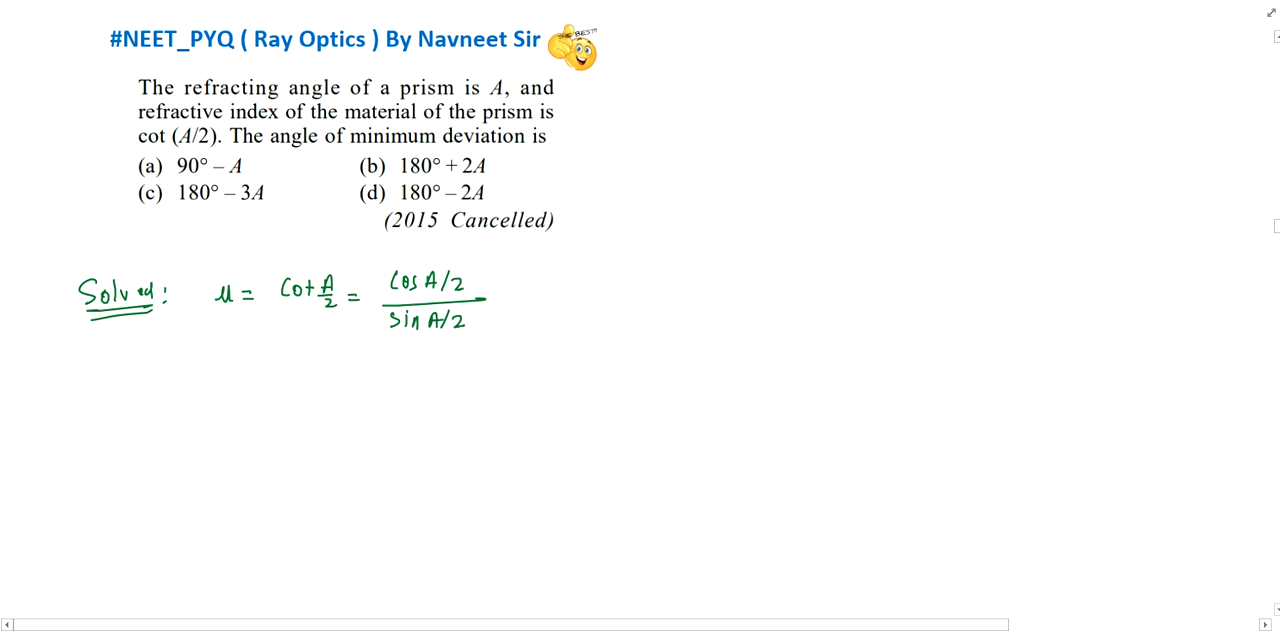 #NEET_PYQ ( Ray Optics ) By Navneet Sir
THE BEST!!
The refracting angle of a prism is A, and
refractive index of the material of the prism is
cot (A/2). The angle of minimum deviation is
(a) 90° – A (b) 180° + 2A
(c) 180° – 3A (d) 180° – 2A
(2015 Cancelled)
Solved: μ = Cot A/2 = Cos A/2 / Sin A/2